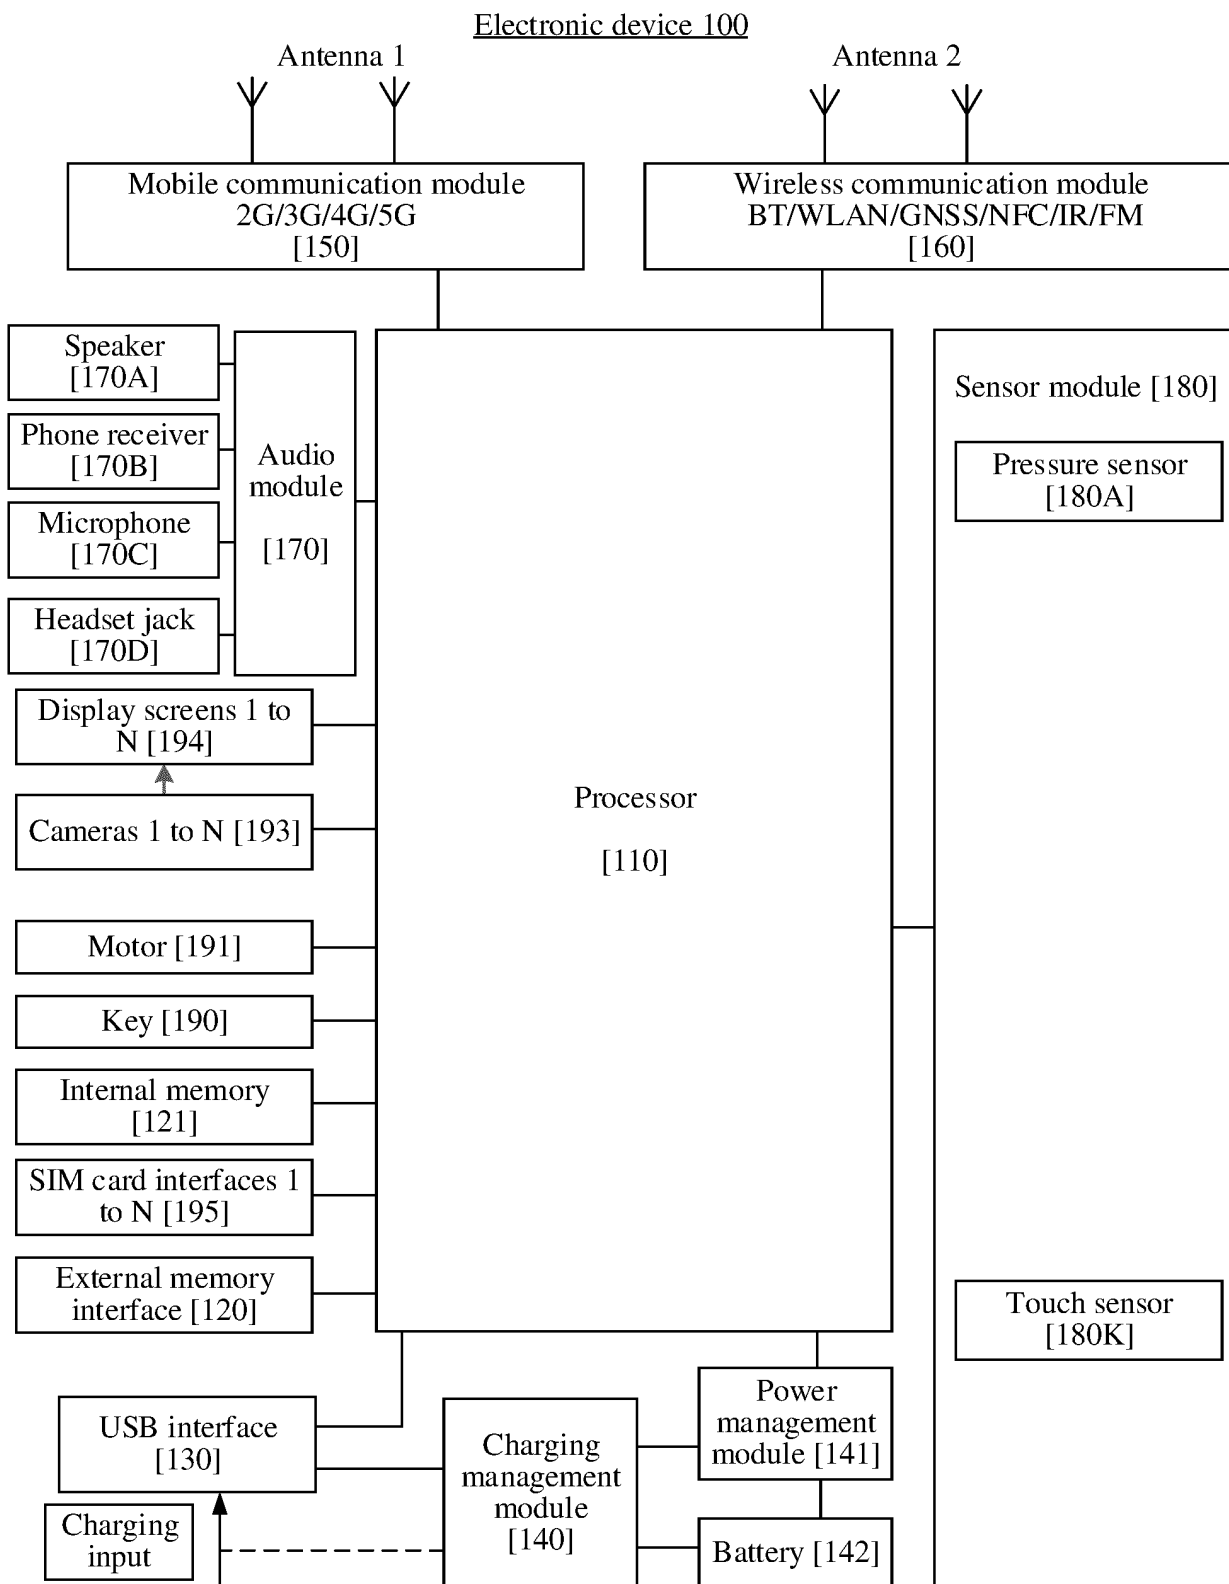 Electronic device 100
Antenna 1
Antenna 2
Mobile communication module
2G/3G/4G/5G
[150]
Wireless communication module
BT/WLAN/GNSS/NFC/IR/FM
[160]
Speaker
[170A]
Phone receiver
[170B]
Microphone
[170C]
Headset jack
[170D]
Audio
module
[170]
Display screens 1 to
N [194]
Cameras 1 to N [193]
Motor [191]
Key [190]
Internal memory
[121]
SIM card interfaces 1
to N [195]
External memory
interface [120]
Processor
[110]
Sensor module [180]
Pressure sensor
[180A]
Touch sensor
[180K]
USB interface
[130]
Charging
input
Charging
management
module
[140]
Power
management
module [141]
Battery [142]